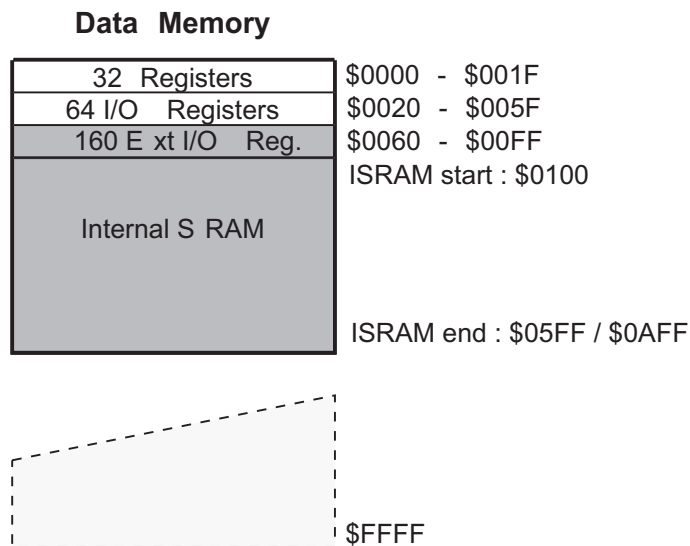 Data Memory
32 Registers $0000 - $001F
64 I/O Registers $0020 - $005F
160 E xt I/O Reg. $0060 - $00FF
ISRAM start : $0100
Internal S RAM
ISRAM end : $05FF / $0AFF
$FFFF